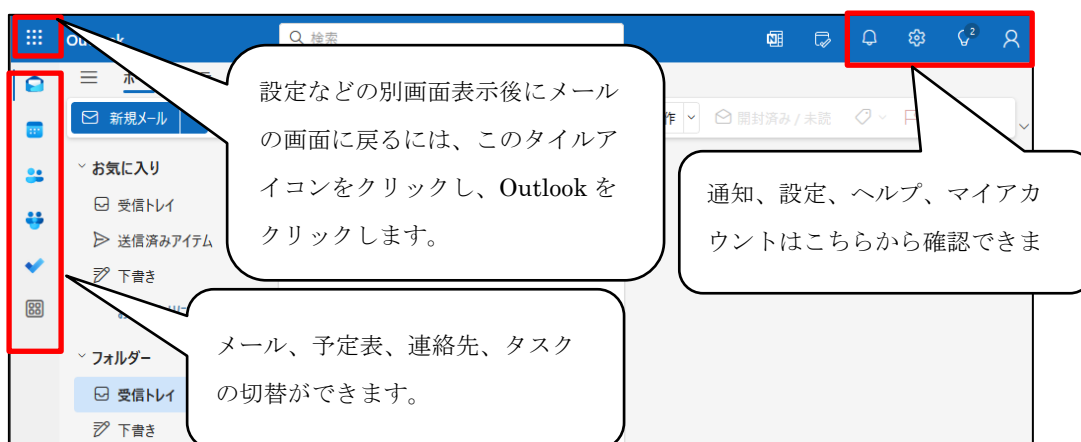 Outlook
検索
2
新規メール
開封済み / 未読
お気に入り
受信トレイ
送信済みアイテム
下書き
フォルダー
受信トレイ
下書き
設定などの別画面表示後にメール
の画面に戻るには、このタイルア
イコンをクリックし、Outlook を
クリックします。
通知、設定、ヘルプ、マイアカ
ウントはこちらから確認できま
メール、予定表、連絡先、タスク
の切替ができます。